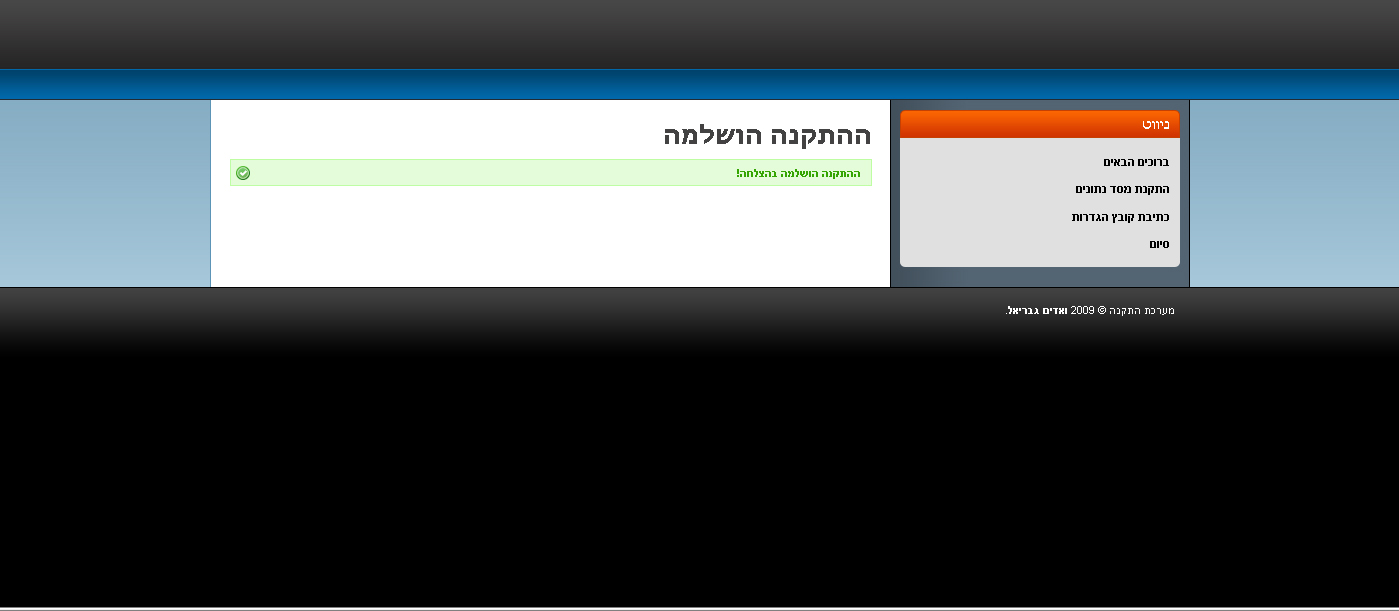 ניווט
ברוכים הבאים
התקנת מסד נתונים
כתיבת קובץ הגדרות
סיום
ההתקנה הושלמה
ההתקנה הושלמה בהצלחה!
מערכת התקנה © 2009 ואדים גבריאל.